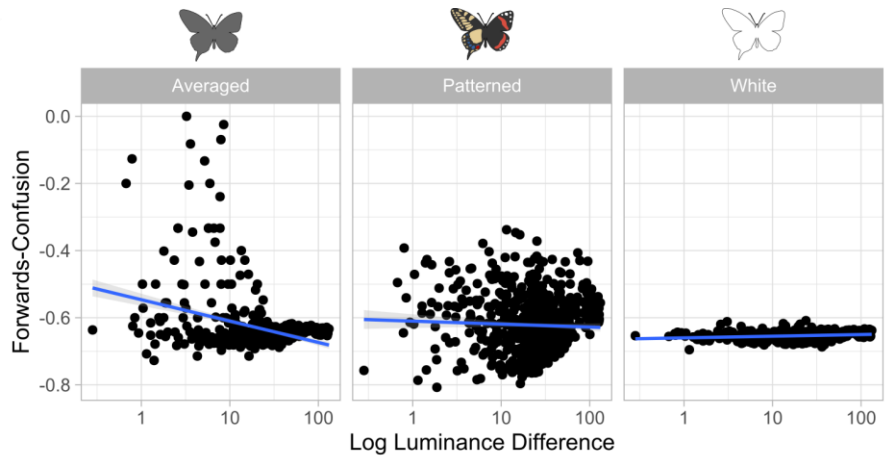 Averaged Patterned White
Forwards-Confusion
0.0
-0.2
-0.4
-0.6
-0.8
1 10 100 1 10 100 1 10 100
Log Luminance Difference